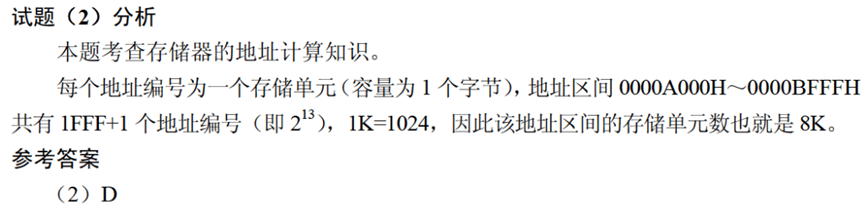 试题（2）分析
本题考查存储器的地址计算知识。
每个地址编号为一个存储单元（容量为 1 个字节），地址区间 0000A000H～0000BFFFH
共有 1FFF+1 个地址编号（即 2¹³），1K=1024，因此该地址区间的存储单元数也就是 8K。
参考答案
（2）D